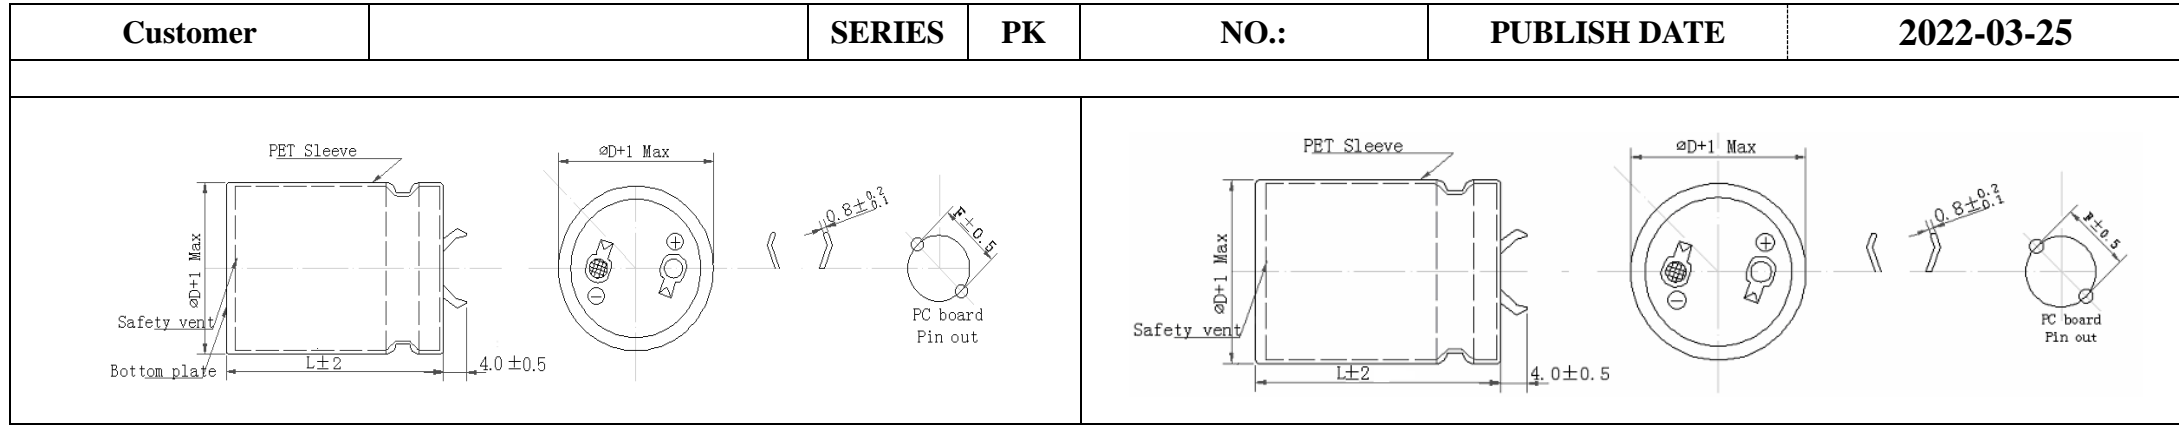 Customer SERIES PK NO.: PUBLISH DATE 2022-03-25
PET Sleeve
⌀D+1 Max
0.8±0.2 0.1
F±0.5
⌀D+1 Max
Safety vent
Bottom plate
L±2
4.0±0.5
PC board
Pin out
PET Sleeve
⌀D+1 Max
0.8±0.2 0.1
F±0.5
⌀D+1 Max
Safety vent
L±2
4.0±0.5
PC board
Pin out